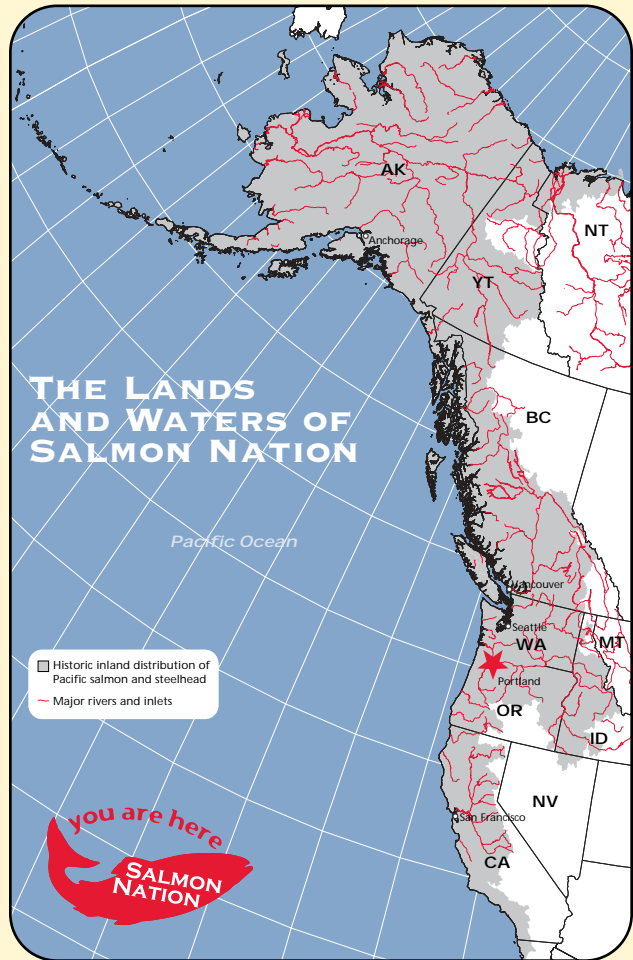 AK
NT
Anchorage
YT
THE LANDS
AND WATERS OF
SALMON NATION
BC
Pacific Ocean
Vancouver
Seattle
WA
MT
Historic inland distribution of
Pacific salmon and steelhead
Major rivers and inlets
Portland
OR
ID
NV
San Francisco
CA
you are here
SALMON
NATION